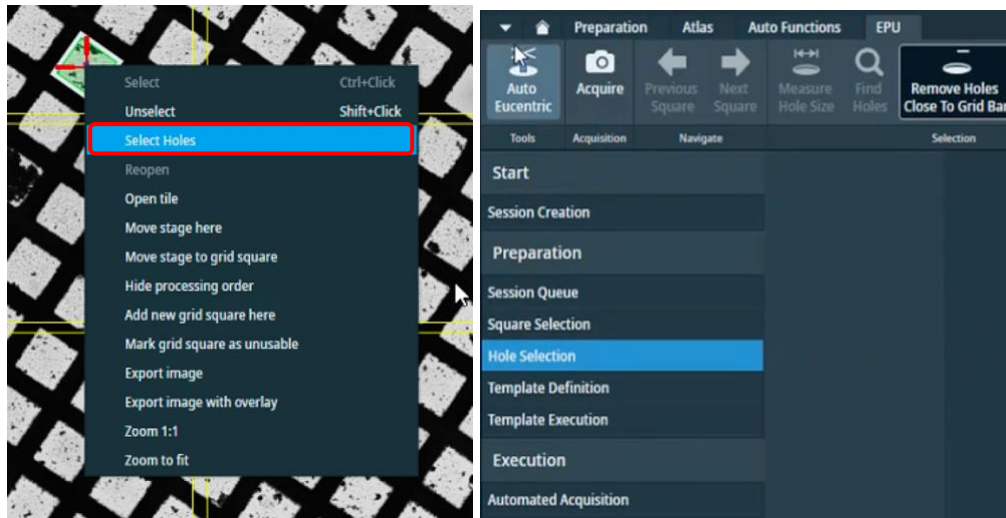 Select Ctrl+Click
Unselect Shift+Click
Select Holes
Reopen
Open tile
Move stage here
Move stage to grid square
Hide processing order
Add new grid square here
Mark grid square as unusable
Export image
Export image with overlay
Zoom 1:1
Zoom to fit
Preparation Atlas Auto Functions EPU
Auto Eucentric
Acquire
Previous Square
Next Square
Measure Hole Size
Find Holes
Remove Holes
Close To Grid Bar
Tools Acquisition Navigate Selection
Start
Session Creation
Preparation
Session Queue
Square Selection
Hole Selection
Template Definition
Template Execution
Execution
Automated Acquisition